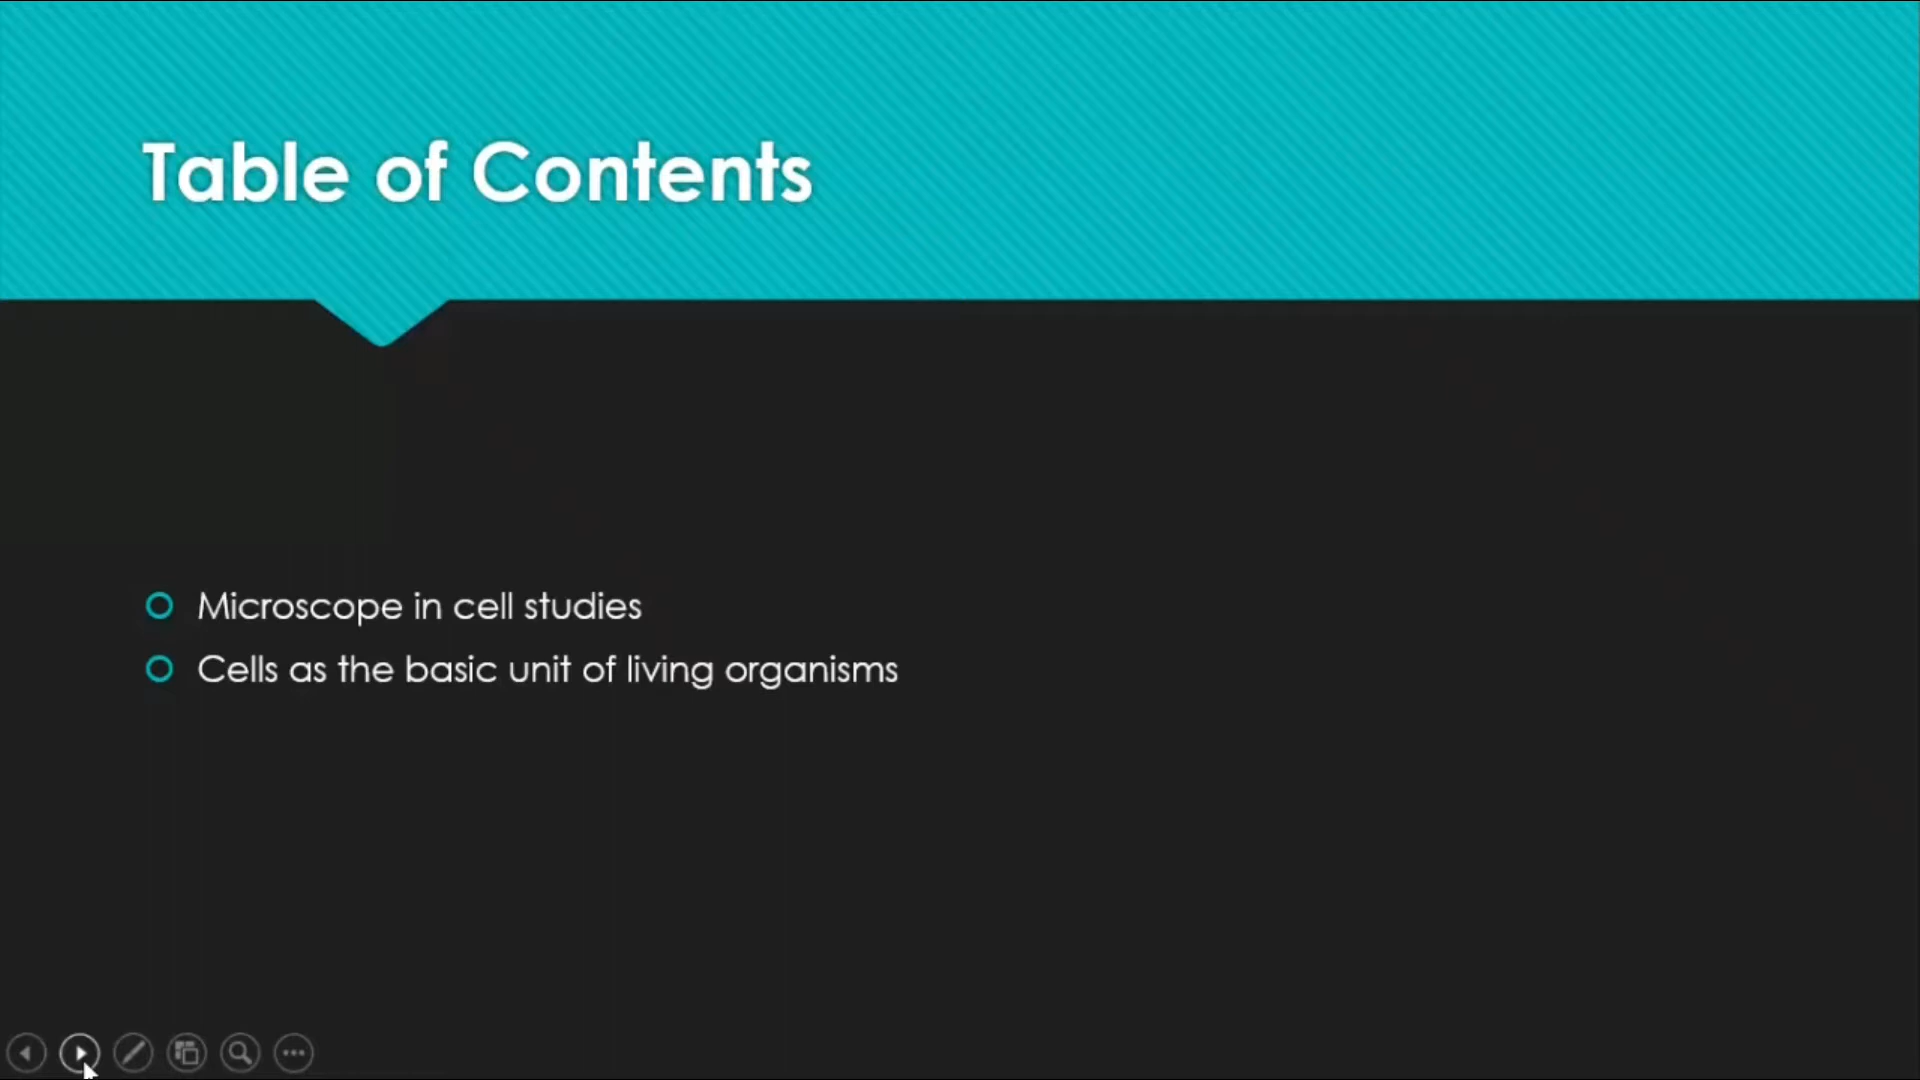 Table of Contents
Microscope in cell studies
Cells as the basic unit of living organisms